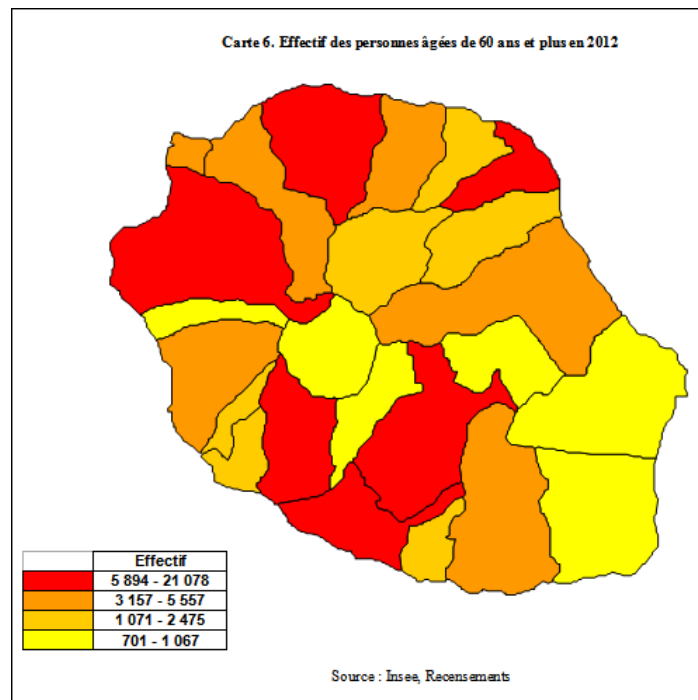 Carte 6. Effectif des personnes âgées de 60 ans et plus en 2012
Effectif
5 894 - 21 078
3 157 - 5 557
1 071 - 2 475
701 - 1 067
Source : Insee, Recensements